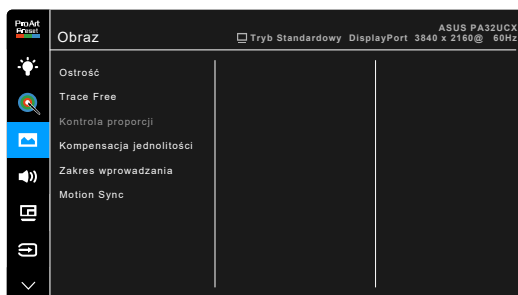 ProArt
Preset
Obraz
ASUS PA32UCX
Tryb Standardowy DisplayPort 3840 x 2160@ 60Hz
Ostrość
Trace Free
Kontrola proporcji
Kompensacja jednolitości
Zakres wprowadzania
Motion Sync